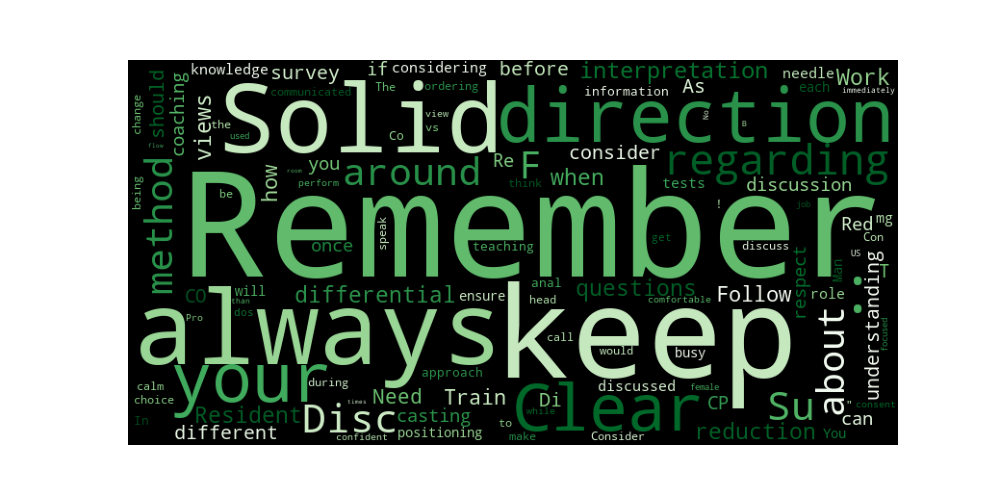 knowledge survey if considering before interpretation needle Work
change should coaching views The communicated ordering information As each immediately
Solid direction
the used Co view vs No B
flow method how you around Re F when consider regarding
room perform think tests discussion
being be Remember ! job Red mg
once speak teaching get discuss Con
US T
CO will than differential ensure anal questions Follow respect Man role understanding
Pro dos head comfortable
always keep : about
call would busy focused
your during approach
calm choice times Need Train Di discussed female CP Su " consent
In Resident Disc casting while Clear can
different confident positioning to make Consider reduction You